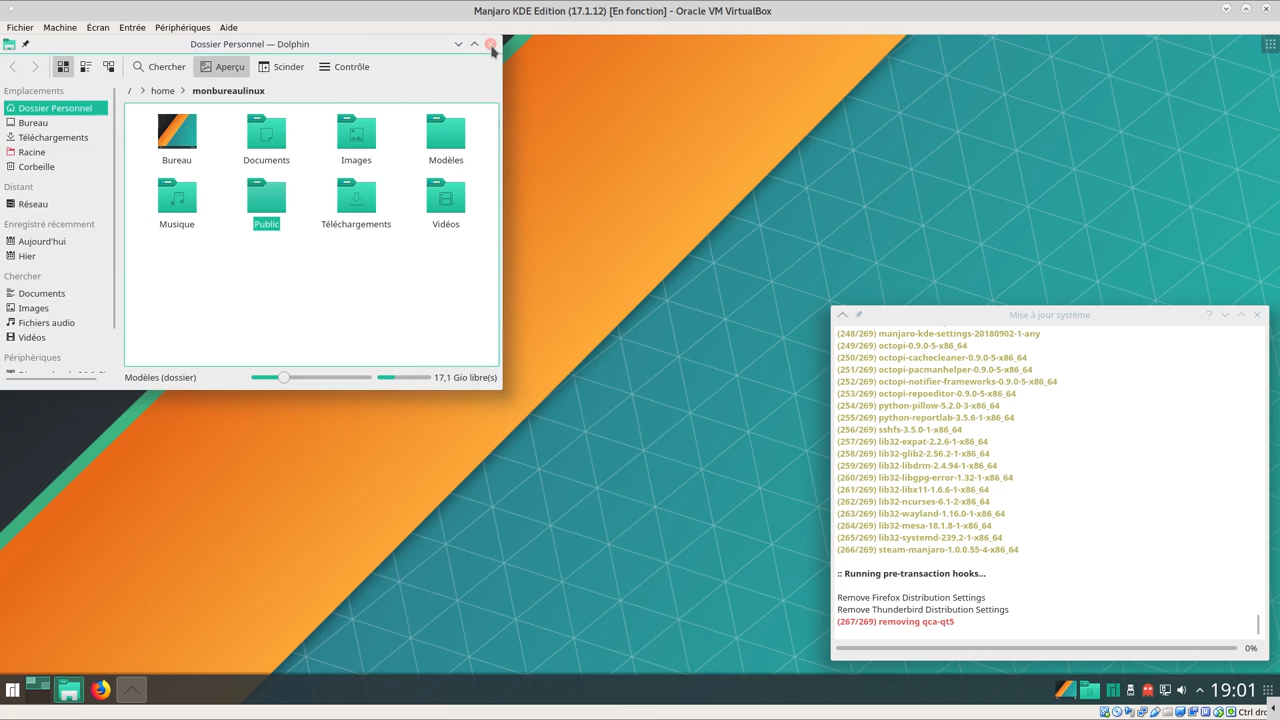 Manjaro KDE Edition (17.1.12) [En fonction] - Oracle VM VirtualBox
Fichier Machine Écran Entrée Périphériques Aide
Dossier Personnel — Dolphin
Chercher Aperçu Scinder Contrôle
Emplacements
Dossier Personnel
Bureau
Téléchargements
Racine
Corbeille
Distant
Réseau
Enregistré récemment
Aujourd'hui
Hier
Chercher
Documents
Images
Fichiers audio
Vidéos
Périphériques
/ > home > monbureaulinux
Bureau Documents Images Modèles
Musique Public Téléchargements Vidéos
Modèles (dossier) 17,1 Gio libre(s)
Mise à jour système
(248/269) manjaro-kde-settings-20180902-1-any
(249/269) octopi-0.9.0-5-x86_64
(250/269) octopi-cachecleaner-0.9.0-5-x86_64
(251/269) octopi-pacmanhelper-0.9.0-5-x86_64
(252/269) octopi-notifier-frameworks-0.9.0-5-x86_64
(253/269) octopi-repoeditor-0.9.0-5-x86_64
(254/269) python-pillow-5.2.0-3-x86_64
(255/269) python-reportlab-3.5.6-1-x86_64
(256/269) sshfs-3.5.0-1-x86_64
(257/269) lib32-expat-2.2.6-1-x86_64
(258/269) lib32-glib2-2.56.2-1-x86_64
(259/269) lib32-libdrm-2.4.94-1-x86_64
(260/269) lib32-libgpg-error-1.32-1-x86_64
(261/269) lib32-libx11-1.6.6-1-x86_64
(262/269) lib32-ncurses-6.1-2-x86_64
(263/269) lib32-wayland-1.16.0-1-x86_64
(264/269) lib32-mesa-18.1.8-1-x86_64
(265/269) lib32-systemd-239.2-1-x86_64
(266/269) steam-manjaro-1.0.0.55-4-x86_64
:: Running pre-transaction hooks...
Remove Firefox Distribution Settings
Remove Thunderbird Distribution Settings
(267/269) removing qca-qt5
0%
19:01
Ctrl